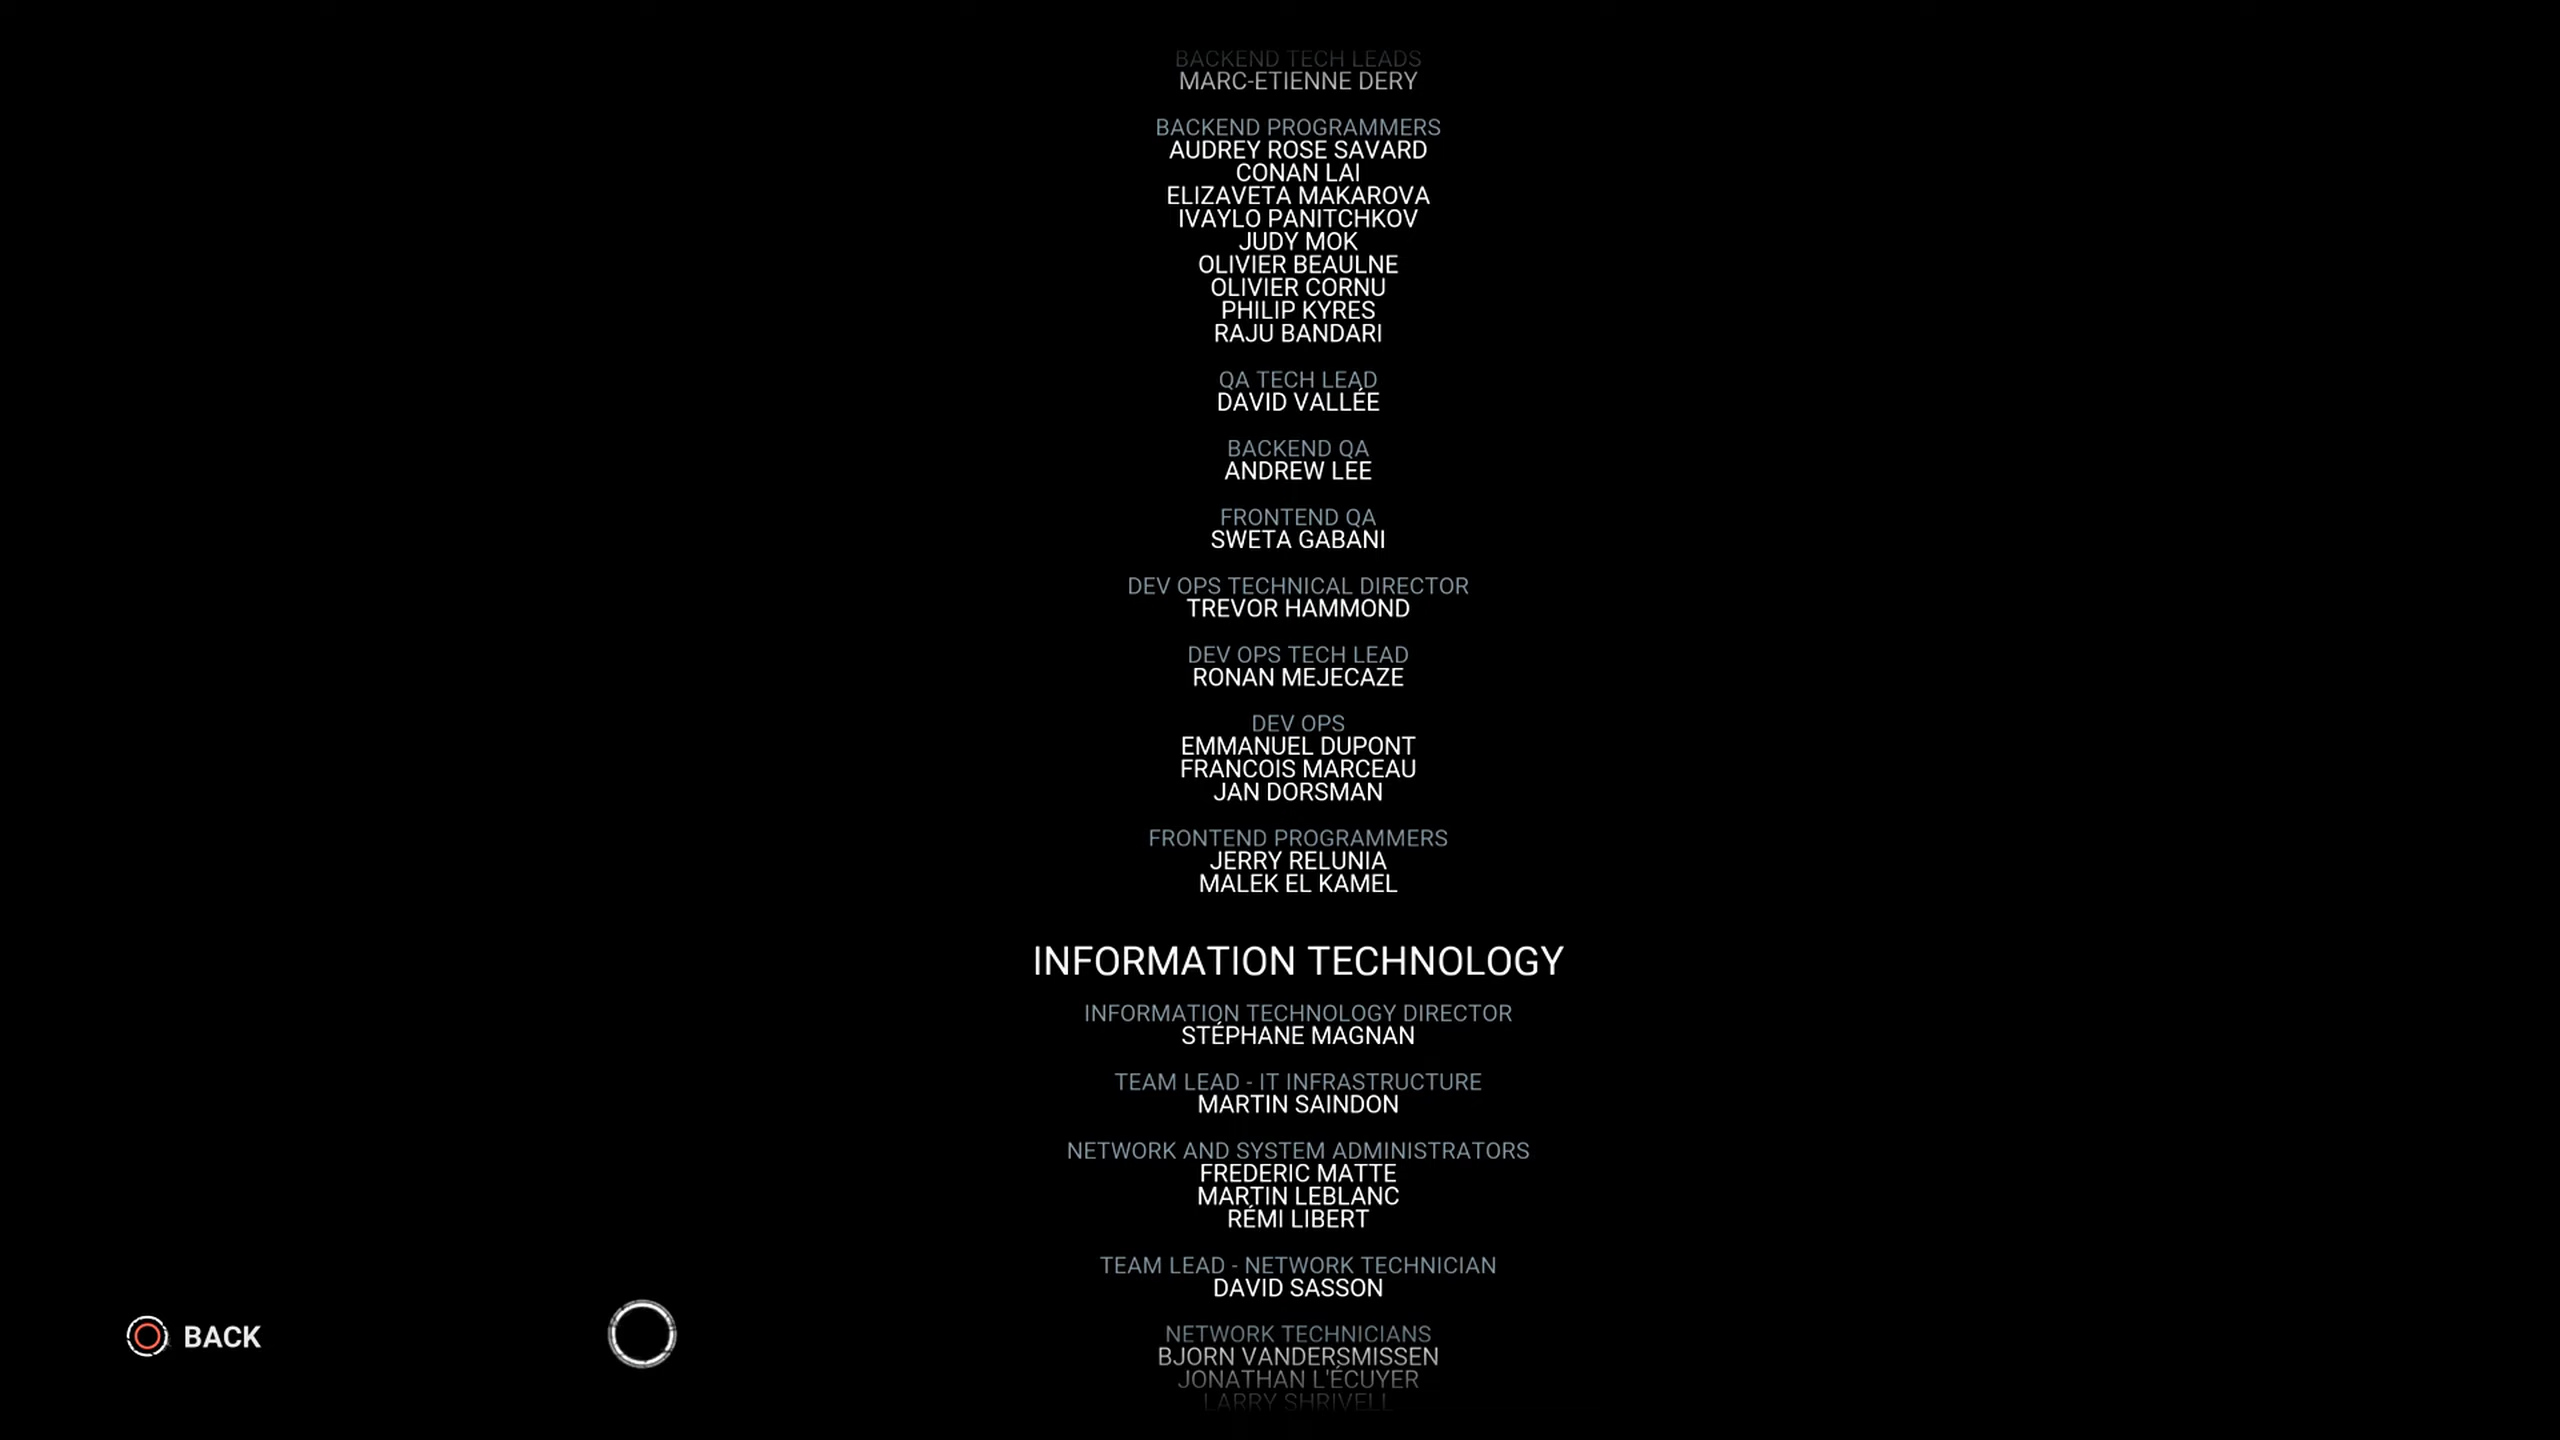 BACKEND TECH LEADS
MARC-ETIENNE DERY
BACKEND PROGRAMMERS
AUDREY ROSE SAVARD
CONAN LAI
ELIZAVETA MAKAROVA
IVAYLO PANITCHKOV
JUDY MOK
OLIVIER BEAULNE
OLIVIER CORNU
PHILIP KYRES
RAJU BANDARI
QA TECH LEAD
DAVID VALLÉE
BACKEND QA
ANDREW LEE
FRONTEND QA
SWETA GABANI
DEV OPS TECHNICAL DIRECTOR
TREVOR HAMMOND
DEV OPS TECH LEAD
RONAN MEJECAZE
DEV OPS
EMMANUEL DUPONT
FRANCOIS MARCEAU
JAN DORSMAN
FRONTEND PROGRAMMERS
JERRY RELUNIA
MALEK EL KAMEL
INFORMATION TECHNOLOGY
INFORMATION TECHNOLOGY DIRECTOR
STÉPHANE MAGNAN
TEAM LEAD - IT INFRASTRUCTURE
MARTIN SAINDON
NETWORK AND SYSTEM ADMINISTRATORS
FREDERIC MATTE
MARTIN LEBLANC
RÉMI LIBERT
TEAM LEAD - NETWORK TECHNICIAN
DAVID SASSON
NETWORK TECHNICIANS
BJORN VANDERSMISSEN
JONATHAN L'ÉCUYER
LARRY SHRIVELL
BACK